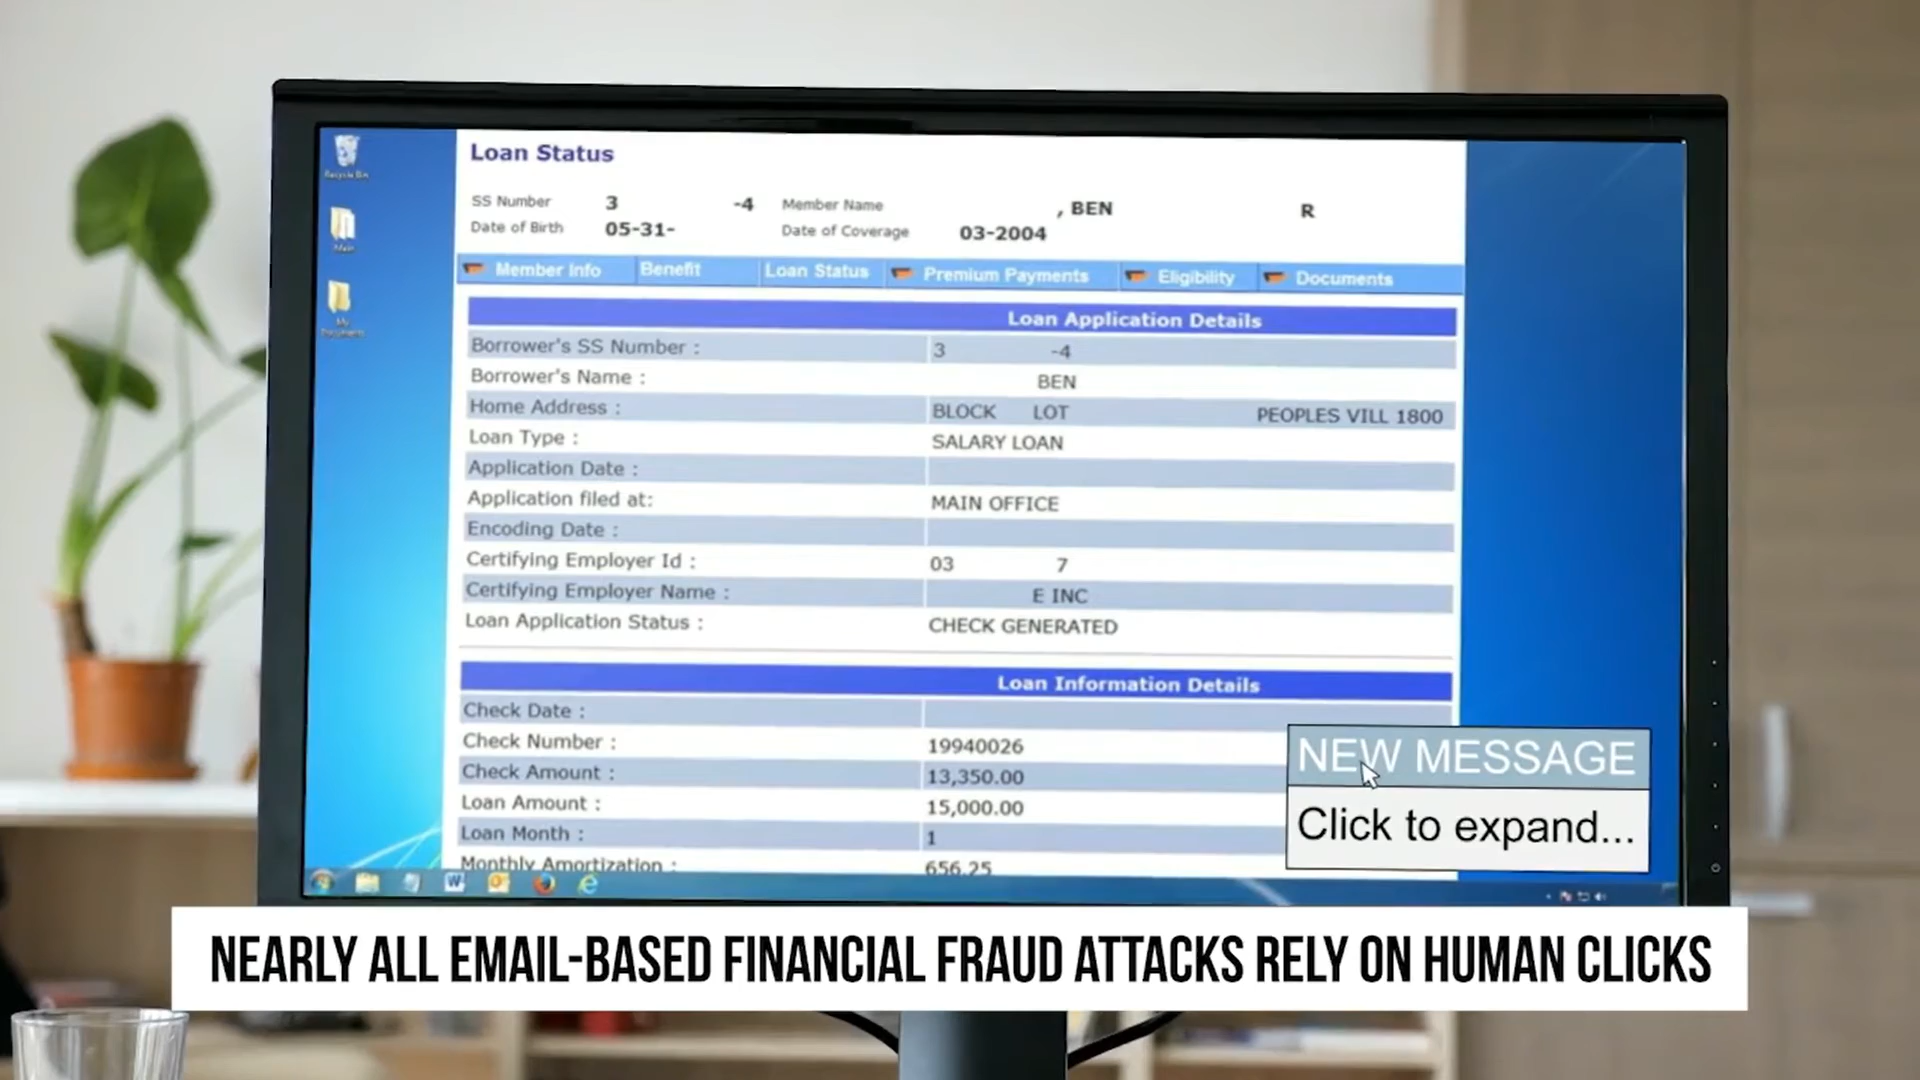 Loan Status
SS Number 3 -4 Member Name , BEN R
Date of Birth 05-31- Date of Coverage 03-2004
Member Info Benefit Loan Status Premium Payments Eligibility Documents
Loan Application Details
Borrower's SS Number : 3 -4
Borrower's Name : BEN
Home Address : BLOCK LOT PEOPLES VILL 1800
Loan Type : SALARY LOAN
Application Date :
Application filed at: MAIN OFFICE
Encoding Date :
Certifying Employer Id : 03 7
Certifying Employer Name : E INC
Loan Application Status : CHECK GENERATED
Loan Information Details
Check Date :
Check Number : 19940026
Check Amount : 13,350.00
Loan Amount : 15,000.00
Loan Month : 1
Monthly Amortization : 656.25
Recycle Bin
My Documents
NEW MESSAGE
Click to expand...
NEARLY ALL EMAIL-BASED FINANCIAL FRAUD ATTACKS RELY ON HUMAN CLICKS